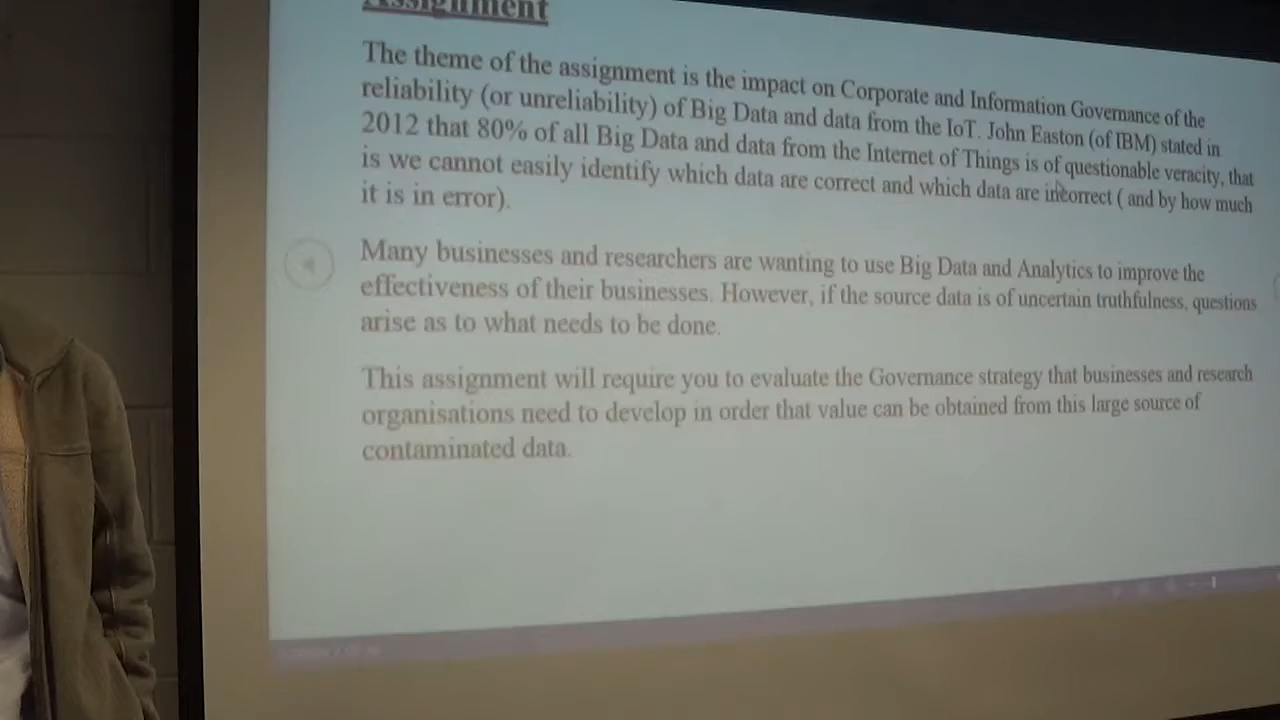 Assignment
The theme of the assignment is the impact on Corporate and Information Governance of the
reliability (or unreliability) of Big Data and data from the IoT. John Easton (of IBM) stated in
2012 that 80% of all Big Data and data from the Internet of Things is of questionable veracity, that
is we cannot easily identify which data are correct and which data are incorrect ( and by how much
it is in error).
Many businesses and researchers are wanting to use Big Data and Analytics to improve the
effectiveness of their businesses. However, if the source data is of uncertain truthfulness, questions
arise as to what needs to be done.
This assignment will require you to evaluate the Governance strategy that businesses and research
organisations need to develop in order that value can be obtained from this large source of
contaminated data.